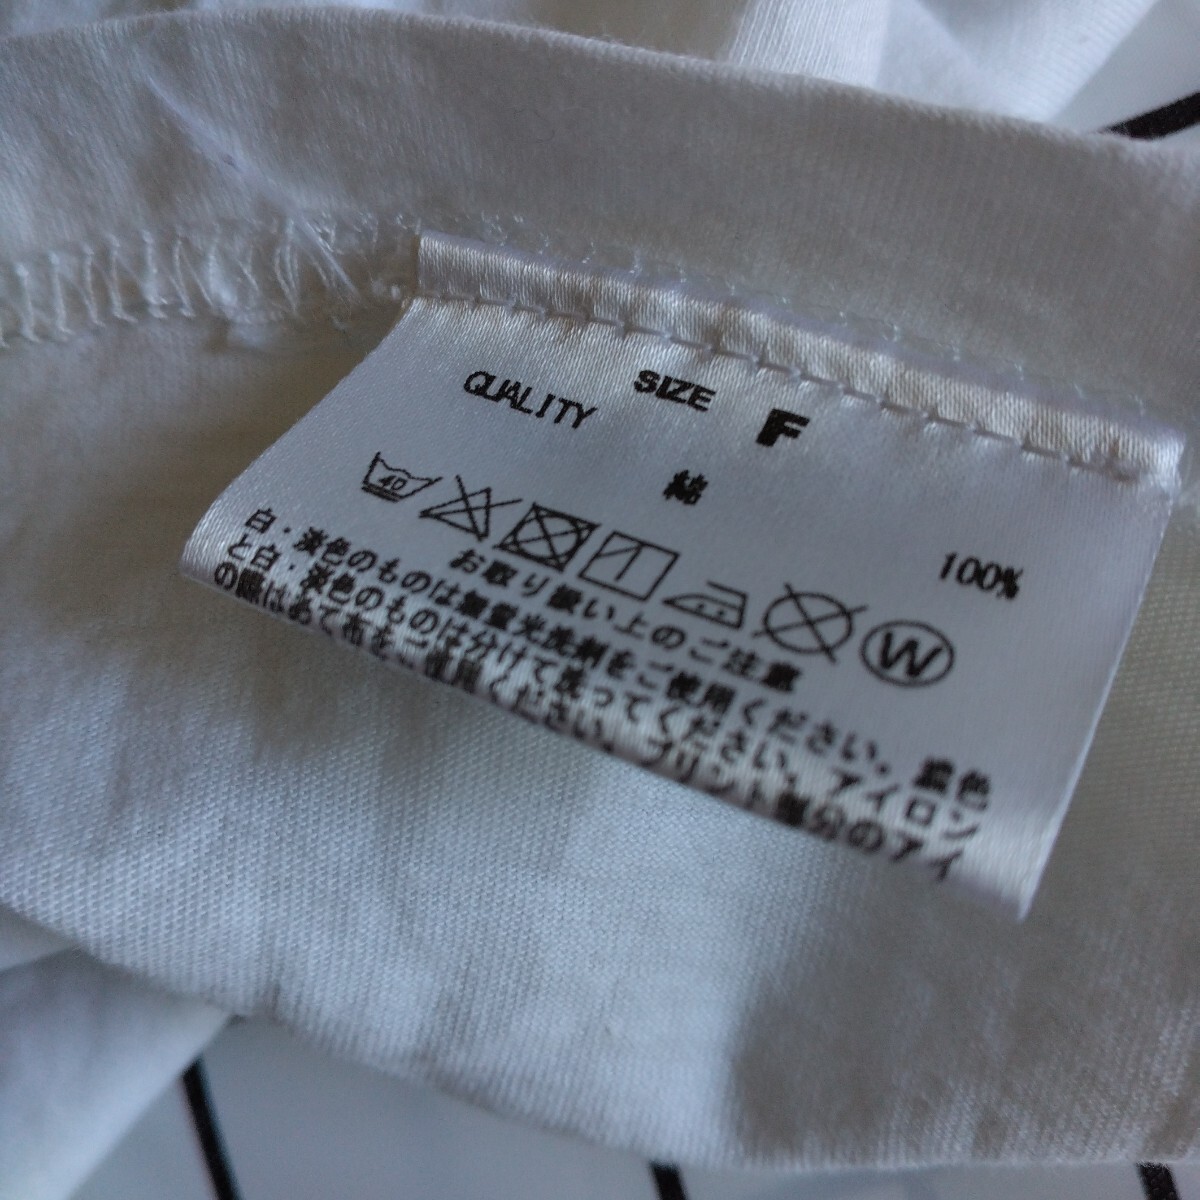 SIZE F
QUALITY
綿 100%
40 W
お取り扱い上のご注意
白・淡色のものは無蛍光洗剤をご使用ください。濃色
と白・淡色のものは分けて洗ってください。アイロン
の際はあて布をご使用ください。プリント部分のアイ